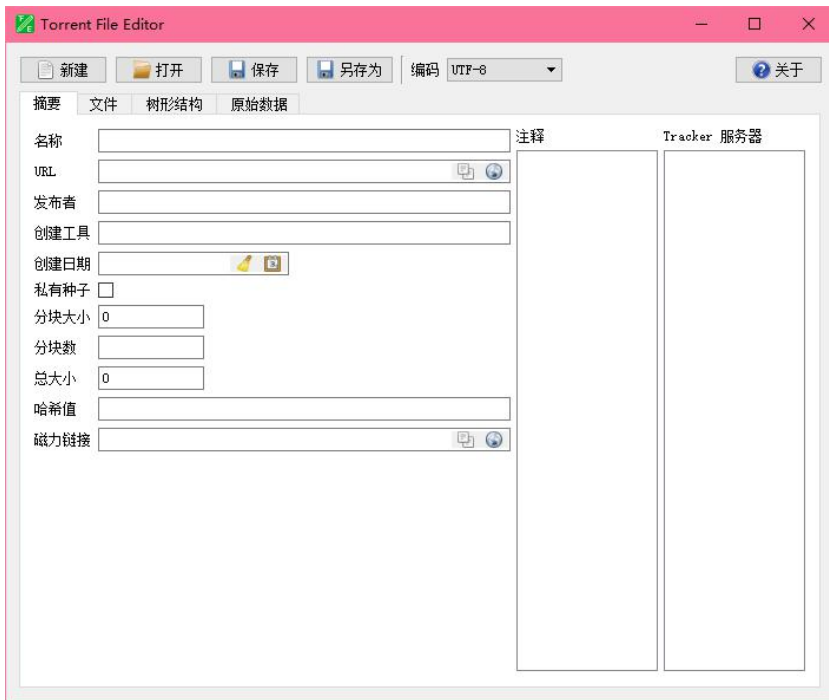 Torrent File Editor
新建 打开 保存 另存为 编码 UTF-8 关于
摘要 文件 树形结构 原始数据
名称
URL
发布者
创建工具
创建日期
私有种子
分块大小 0
分块数
总大小 0
哈希值
磁力链接
注释
Tracker 服务器